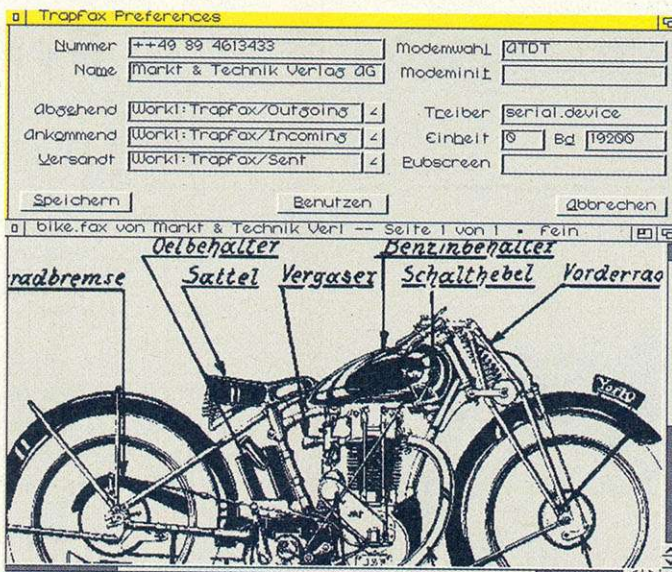 TrapFax Preferences
Nummer ++49 89 4613433 Modemwahl ATDT
Name Markt & Technik Verlag AG Modeminit
Abgehend Work1:TrapFax/Outgoing Treiber serial.device
Ankommend Work1:TrapFax/Incoming Einheit 0 Bd 19200
Versandt Work1:TrapFax/Sent Pubscreen
Speichern Benutzen Abbrechen
bike.fax von Markt & Technik Verl -- Seite 1 von 1 • Fein
Oelbehälter Benzinbehälter
radbremse Sattel Vergaser Schalthebel Vorderrad